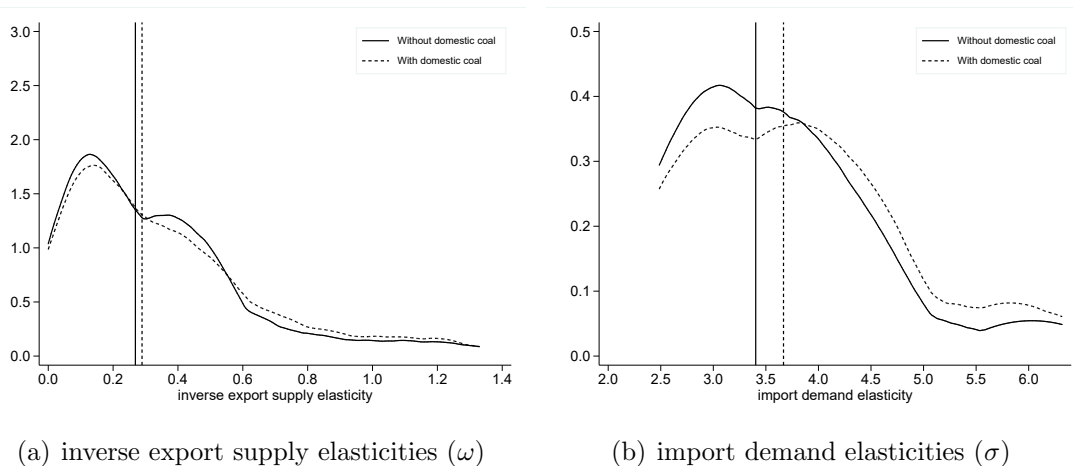 3.0
2.5
2.0
1.5
1.0
0.5
0.0
0.0 0.2 0.4 0.6 0.8 1.0 1.2 1.4
inverse export supply elasticity
Without domestic coal
With domestic coal
(a) inverse export supply elasticities (ω)
0.5
0.4
0.3
0.2
0.1
0.0
2.0 2.5 3.0 3.5 4.0 4.5 5.0 5.5 6.0
import demand elasticity
Without domestic coal
With domestic coal
(b) import demand elasticities (σ)